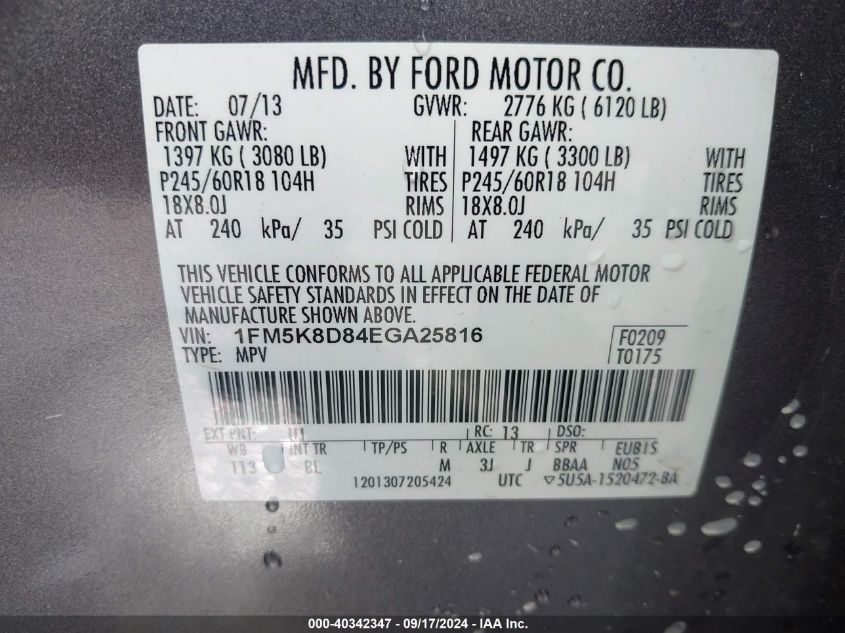 MFD. BY FORD MOTOR CO.
DATE: 07/13 GVWR: 2776 KG ( 6120 LB)
FRONT GAWR: REAR GAWR:
1397 KG ( 3080 LB) WITH 1497 KG ( 3300 LB) WITH
P245/60R18 104H TIRES P245/60R18 104H TIRES
18X8.0J RIMS 18X8.0J RIMS
AT 240 kPa/ 35 PSI COLD AT 240 kPa/ 35 PSI COLD
THIS VEHICLE CONFORMS TO ALL APPLICABLE FEDERAL MOTOR
VEHICLE SAFETY STANDARDS IN EFFECT ON THE DATE OF
MANUFACTURE SHOWN ABOVE.
VIN: 1FM5K8D84EGA25816 F0209
TYPE: MPV T0175
EXT PNT: UJ RC: 13 DSO:
WB INT TR TP/PS R AXLE TR SPR EUBIS
113 BL M 3J J BBAA N05
1201307205424 UTC ▽5U5A-1520472-BA
000-40342347 - 09/17/2024 - IAA Inc.